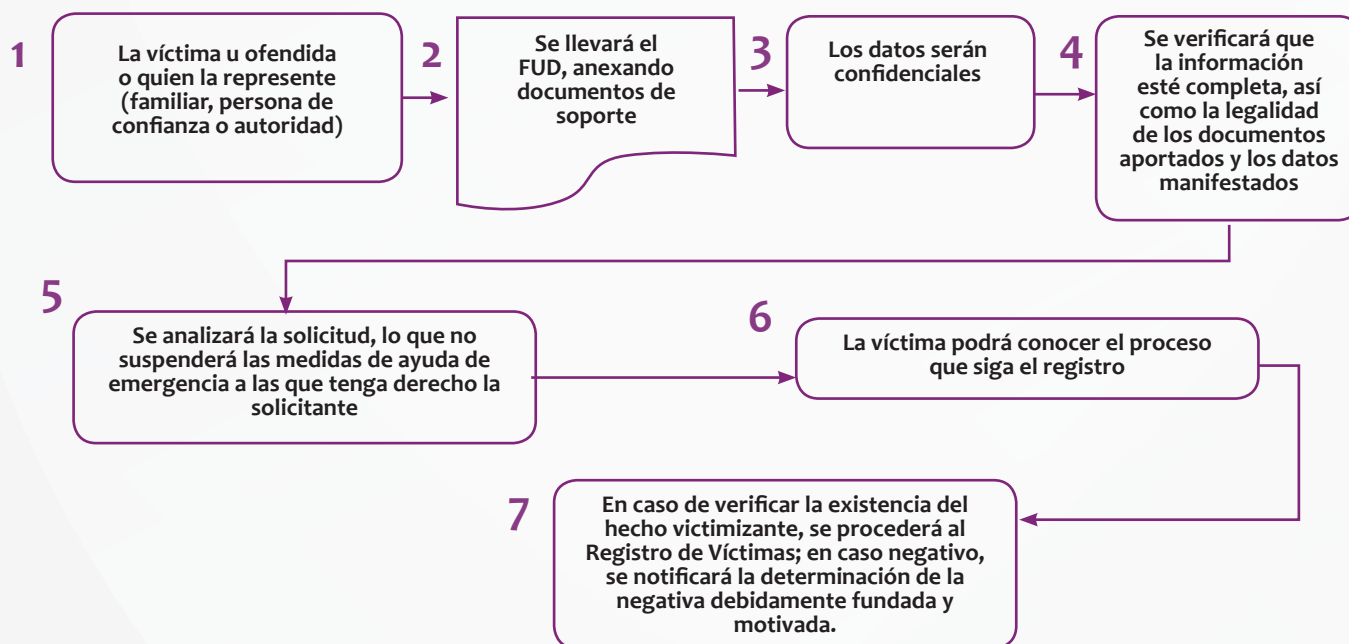 1
La víctima u ofendida
o quien la represente
(familiar, persona de
confianza o autoridad)
2
Se llevará el
FUD, anexando
documentos de
soporte
3
Los datos serán
confidenciales
4
Se verificará que
la información
esté completa, así
como la legalidad
de los documentos
aportados y los datos
manifestados
5
Se analizará la solicitud, lo que no
suspenderá las medidas de ayuda de
emergencia a las que tenga derecho la
solicitante
6
La víctima podrá conocer el proceso
que siga el registro
7
En caso de verificar la existencia del
hecho victimizante, se procederá al
Registro de Víctimas; en caso negativo,
se notificará la determinación de la
negativa debidamente fundada y
motivada.